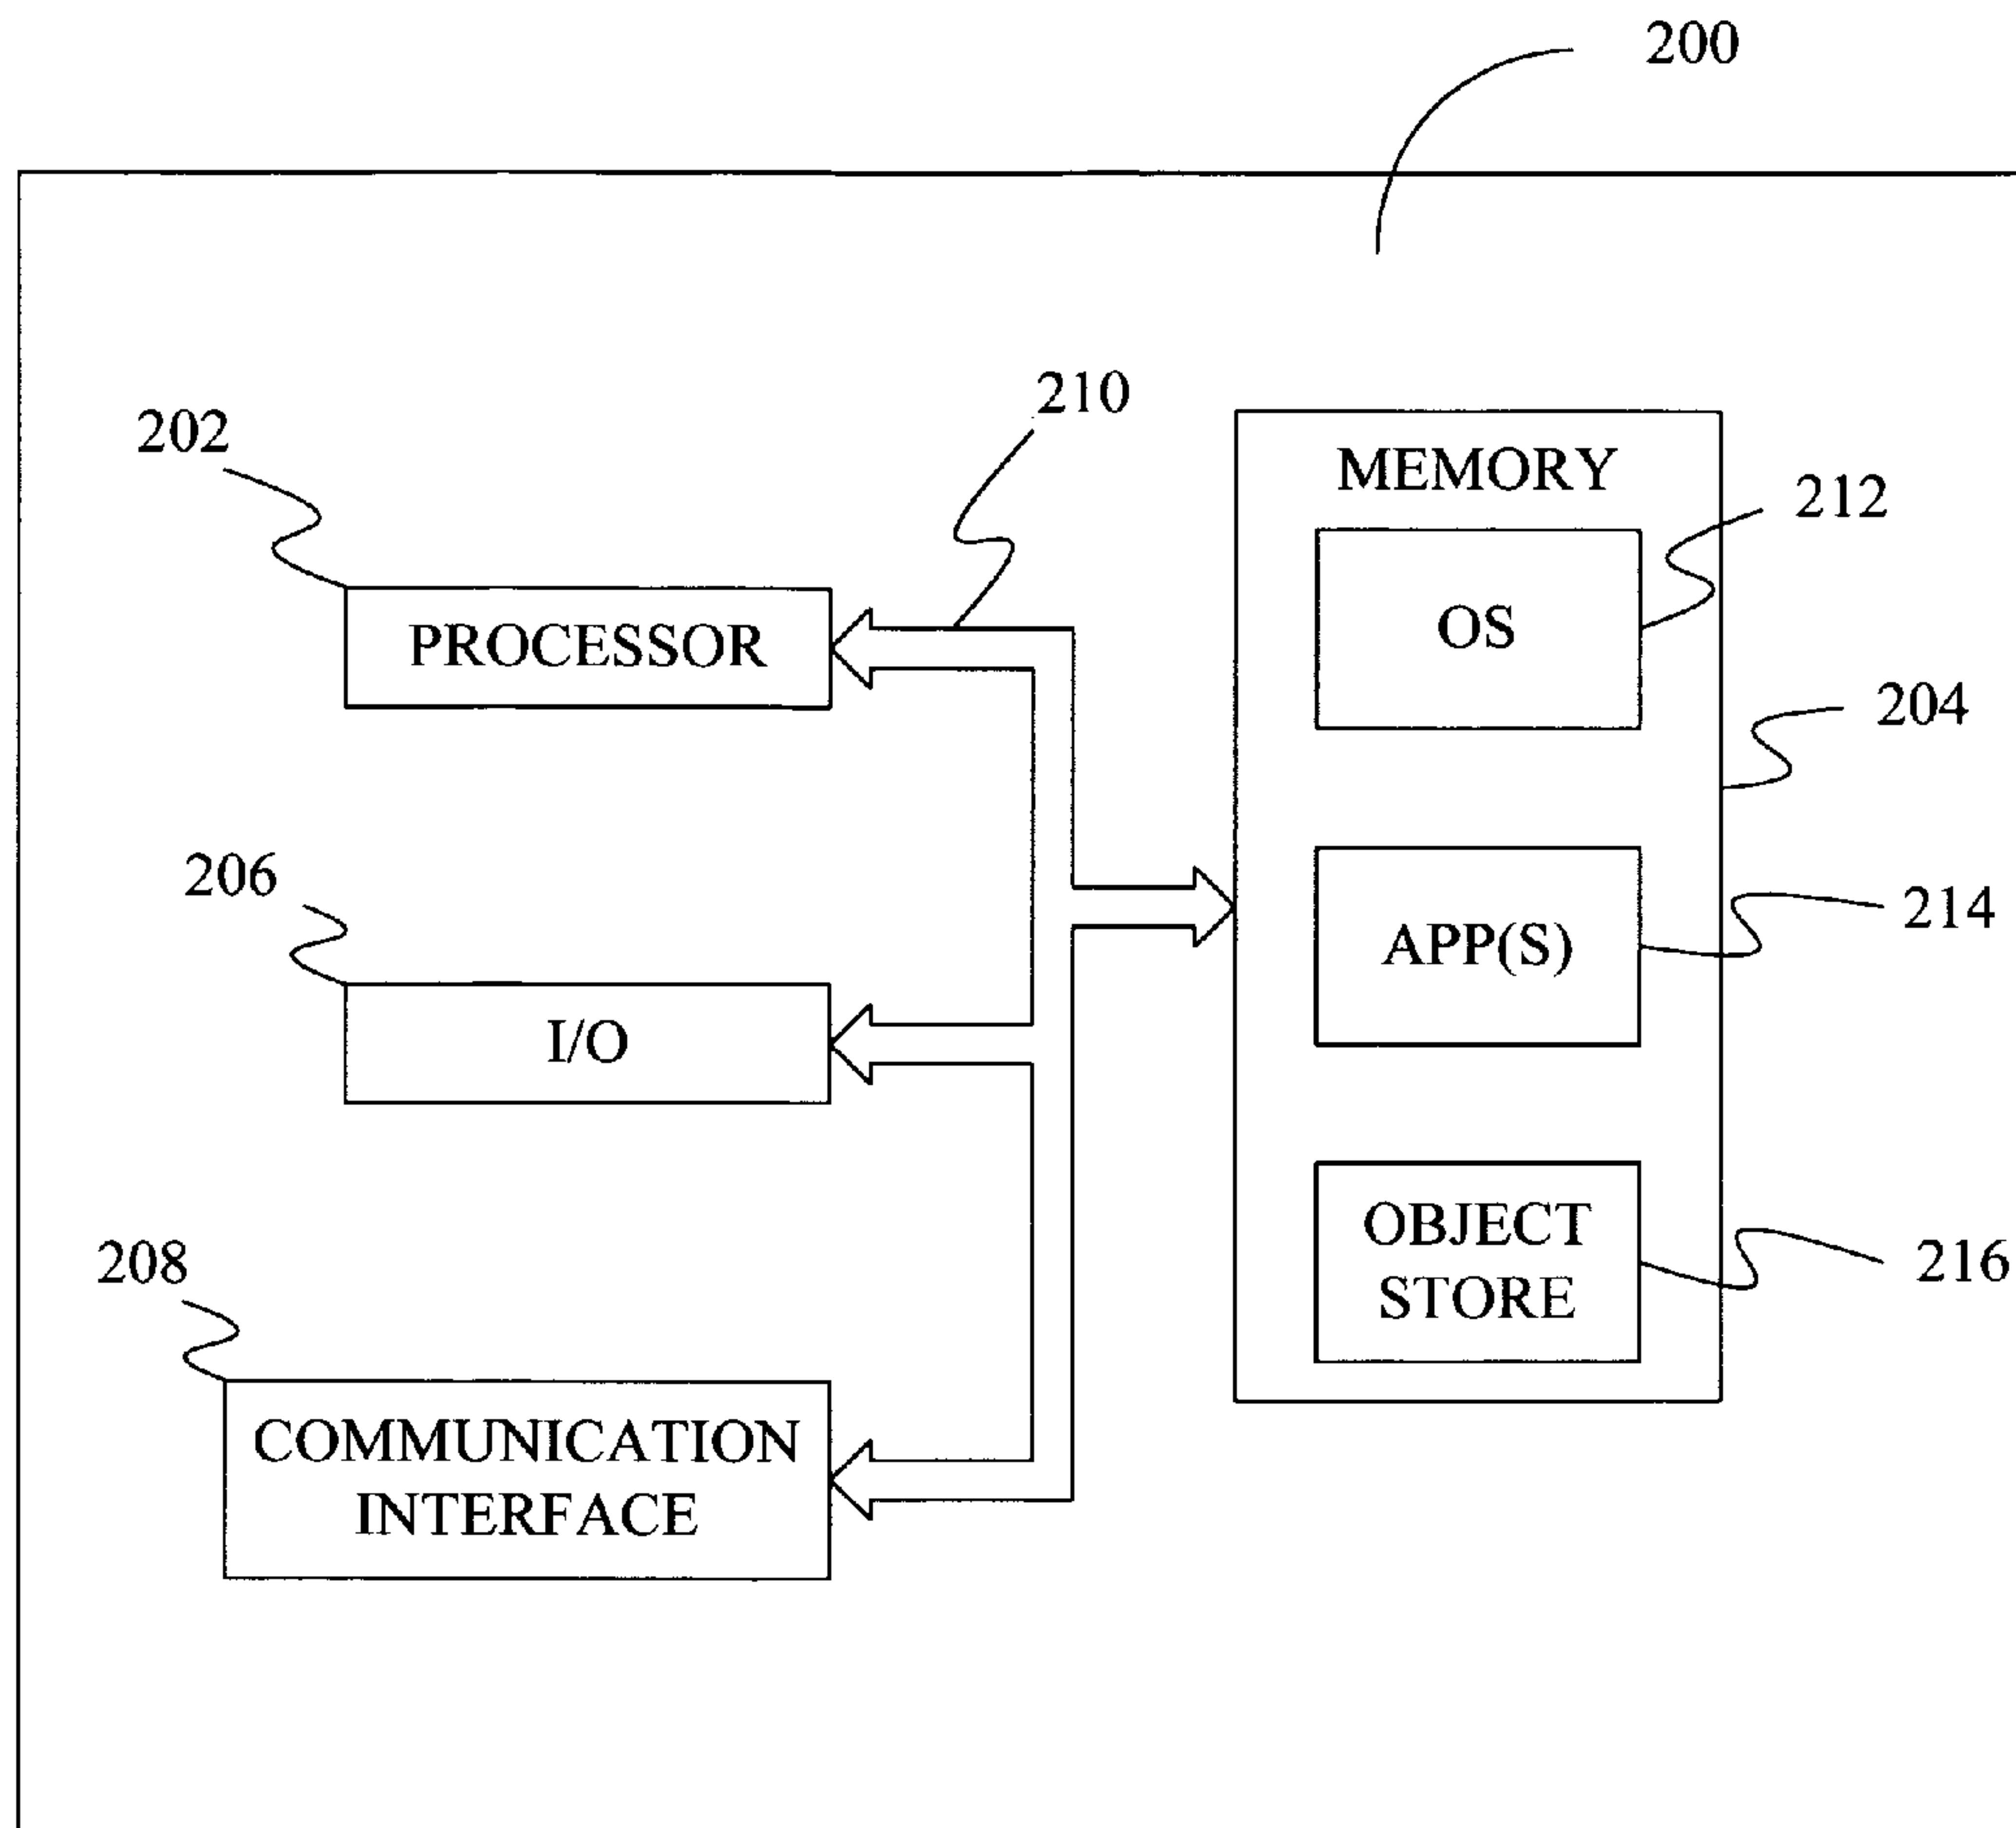 200
210
202
MEMORY
212
OS
PROCESSOR
204
206
214
APP(S)
I/O
OBJECT
STORE
216
208
COMMUNICATION
INTERFACE